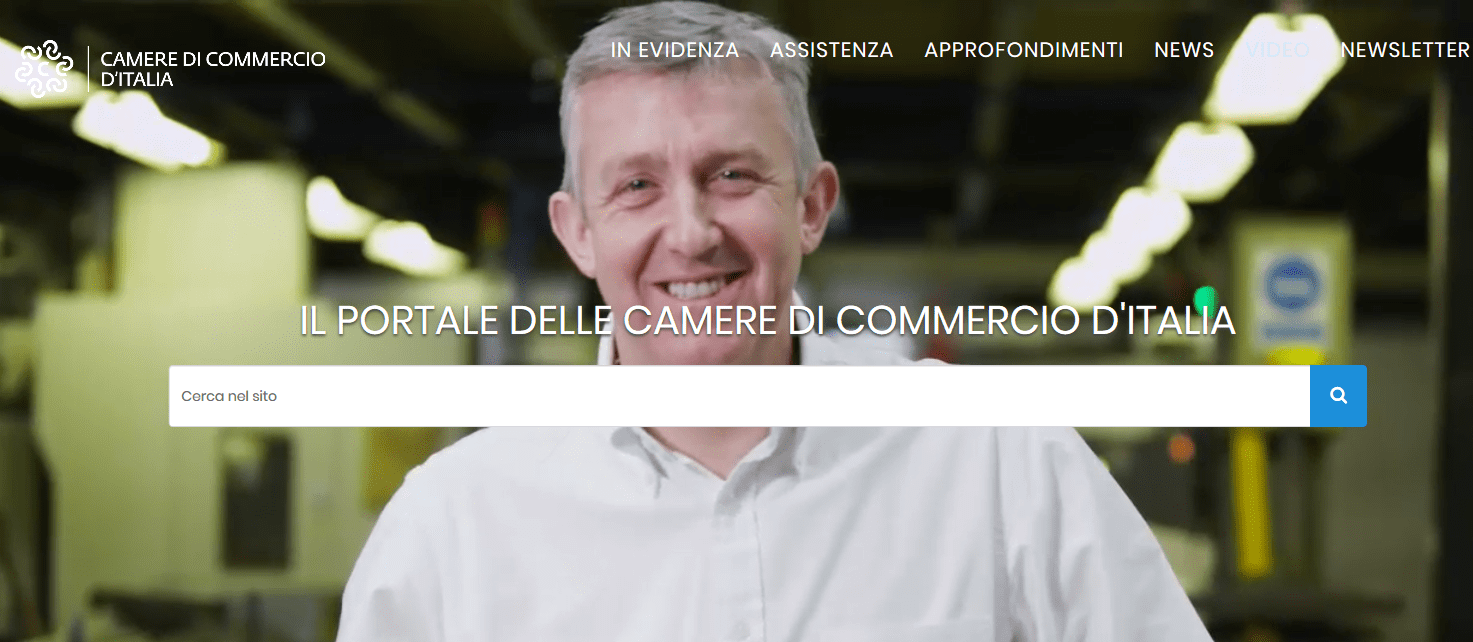 CAMERE DI COMMERCIO
D'ITALIA
IN EVIDENZA ASSISTENZA APPROFONDIMENTI NEWS VIDEO NEWSLETTER
IL PORTALE DELLE CAMERE DI COMMERCIO D'ITALIA
Cerca nel sito